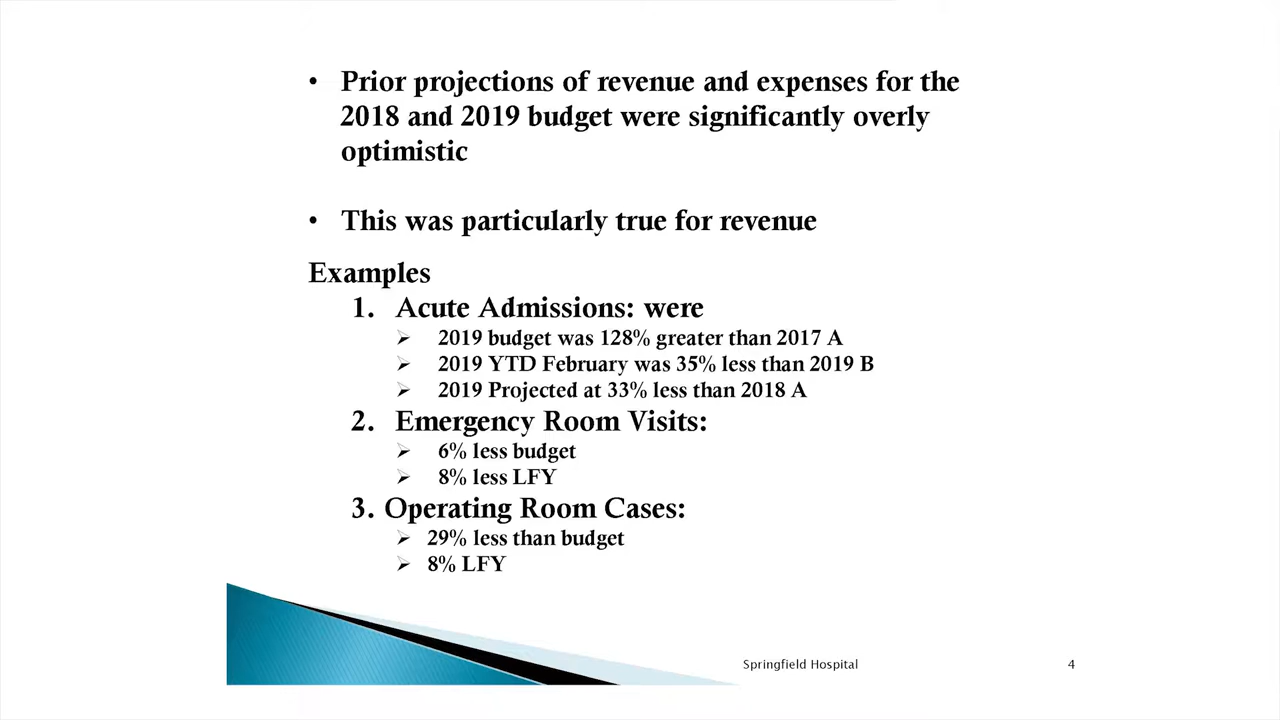 • Prior projections of revenue and expenses for the
2018 and 2019 budget were significantly overly
optimistic
• This was particularly true for revenue
Examples
1. Acute Admissions: were
➢ 2019 budget was 128% greater than 2017 A
➢ 2019 YTD February was 35% less than 2019 B
➢ 2019 Projected at 33% less than 2018 A
2. Emergency Room Visits:
➢ 6% less budget
➢ 8% less LFY
3. Operating Room Cases:
➢ 29% less than budget
➢ 8% LFY
Springfield Hospital 4